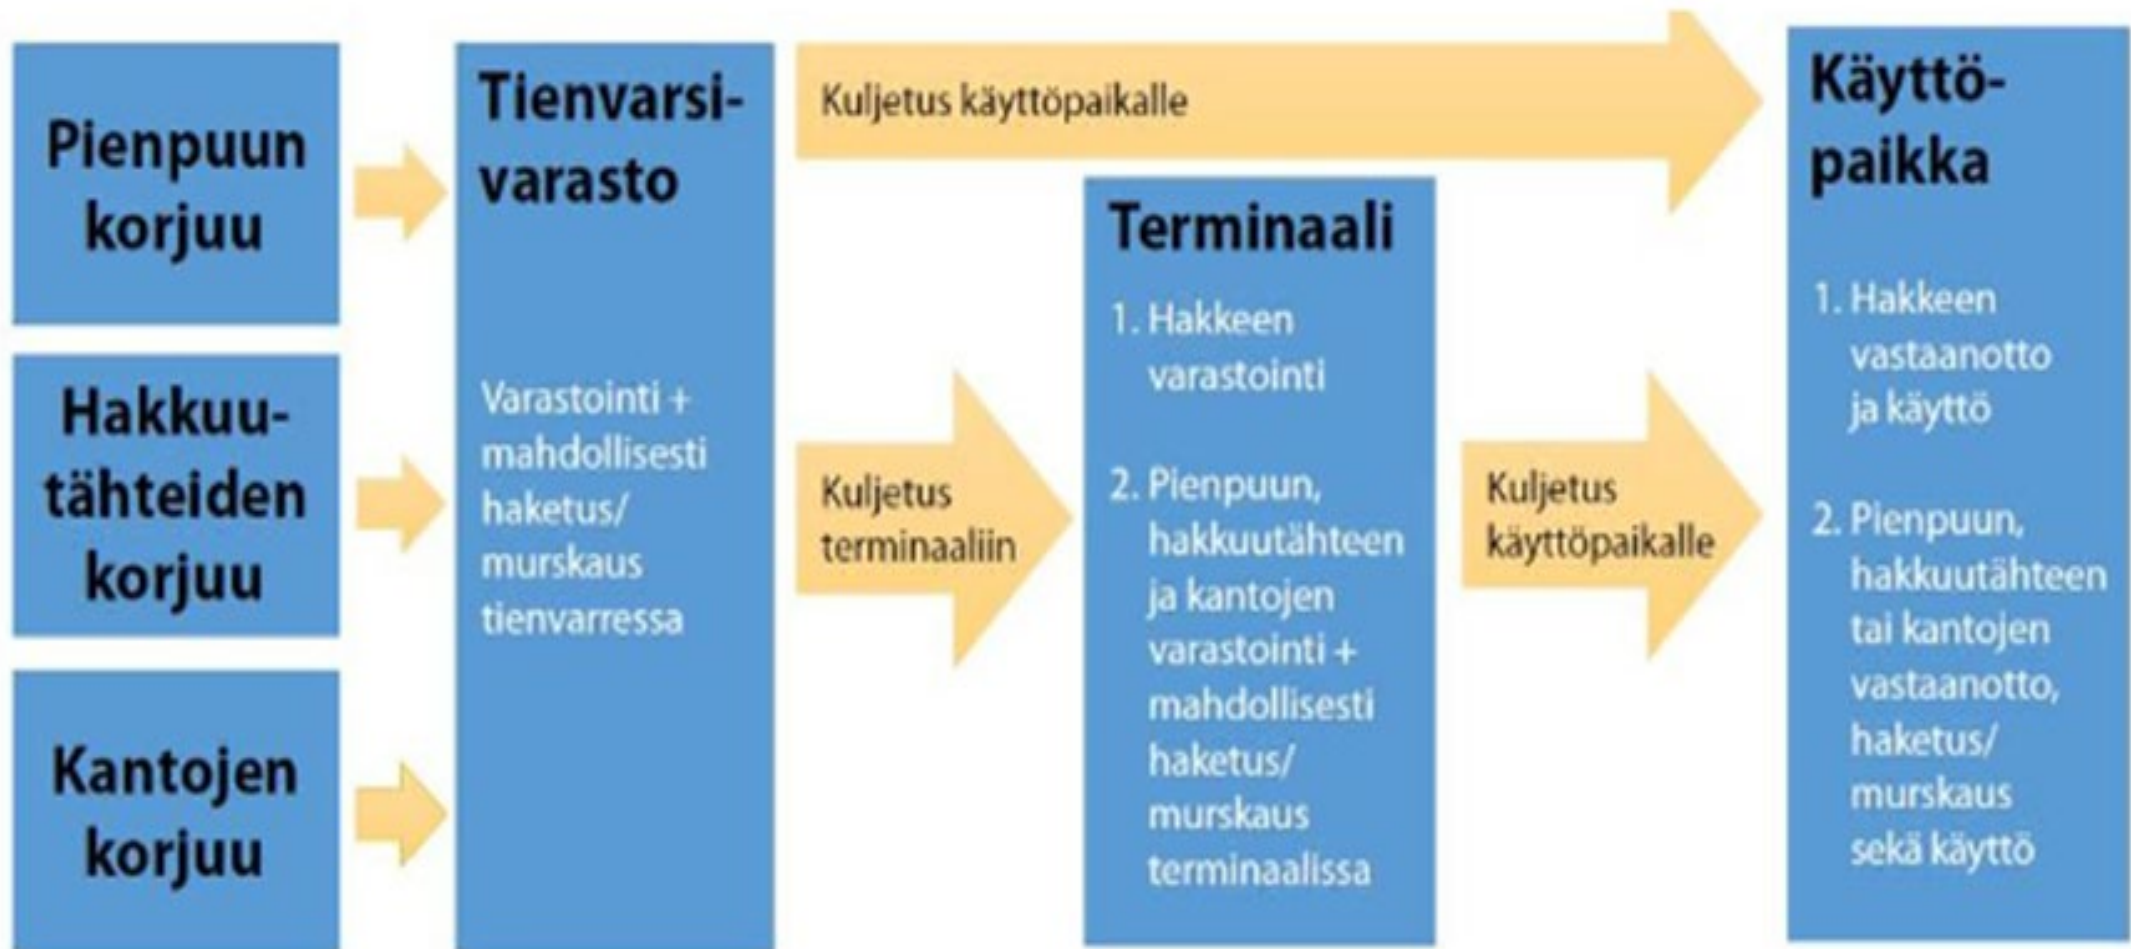 Pienpuun
korjuu
Hakkuu-
tähteiden
korjuu
Kantojen
korjuu
Tienvarsi-
varasto
Varastointi +
mahdollisesti
haketus/
murskaus
tienvarressa
Kuljetus käyttöpaikalle
Kuljetus
terminaaliin
Terminaali
1. Hakkeen
varastointi
2. Pienpuun,
hakkuutähteen
ja kantojen
varastointi +
mahdollisesti
haketus/
murskaus
terminaalissa
Kuljetus
käyttöpaikalle
Käyttö-
paikka
1. Hakkeen
vastaanotto
ja käyttö
2. Pienpuun,
hakkuutähteen
tai kantojen
vastaanotto,
haketus/
murskaus
sekä käyttö